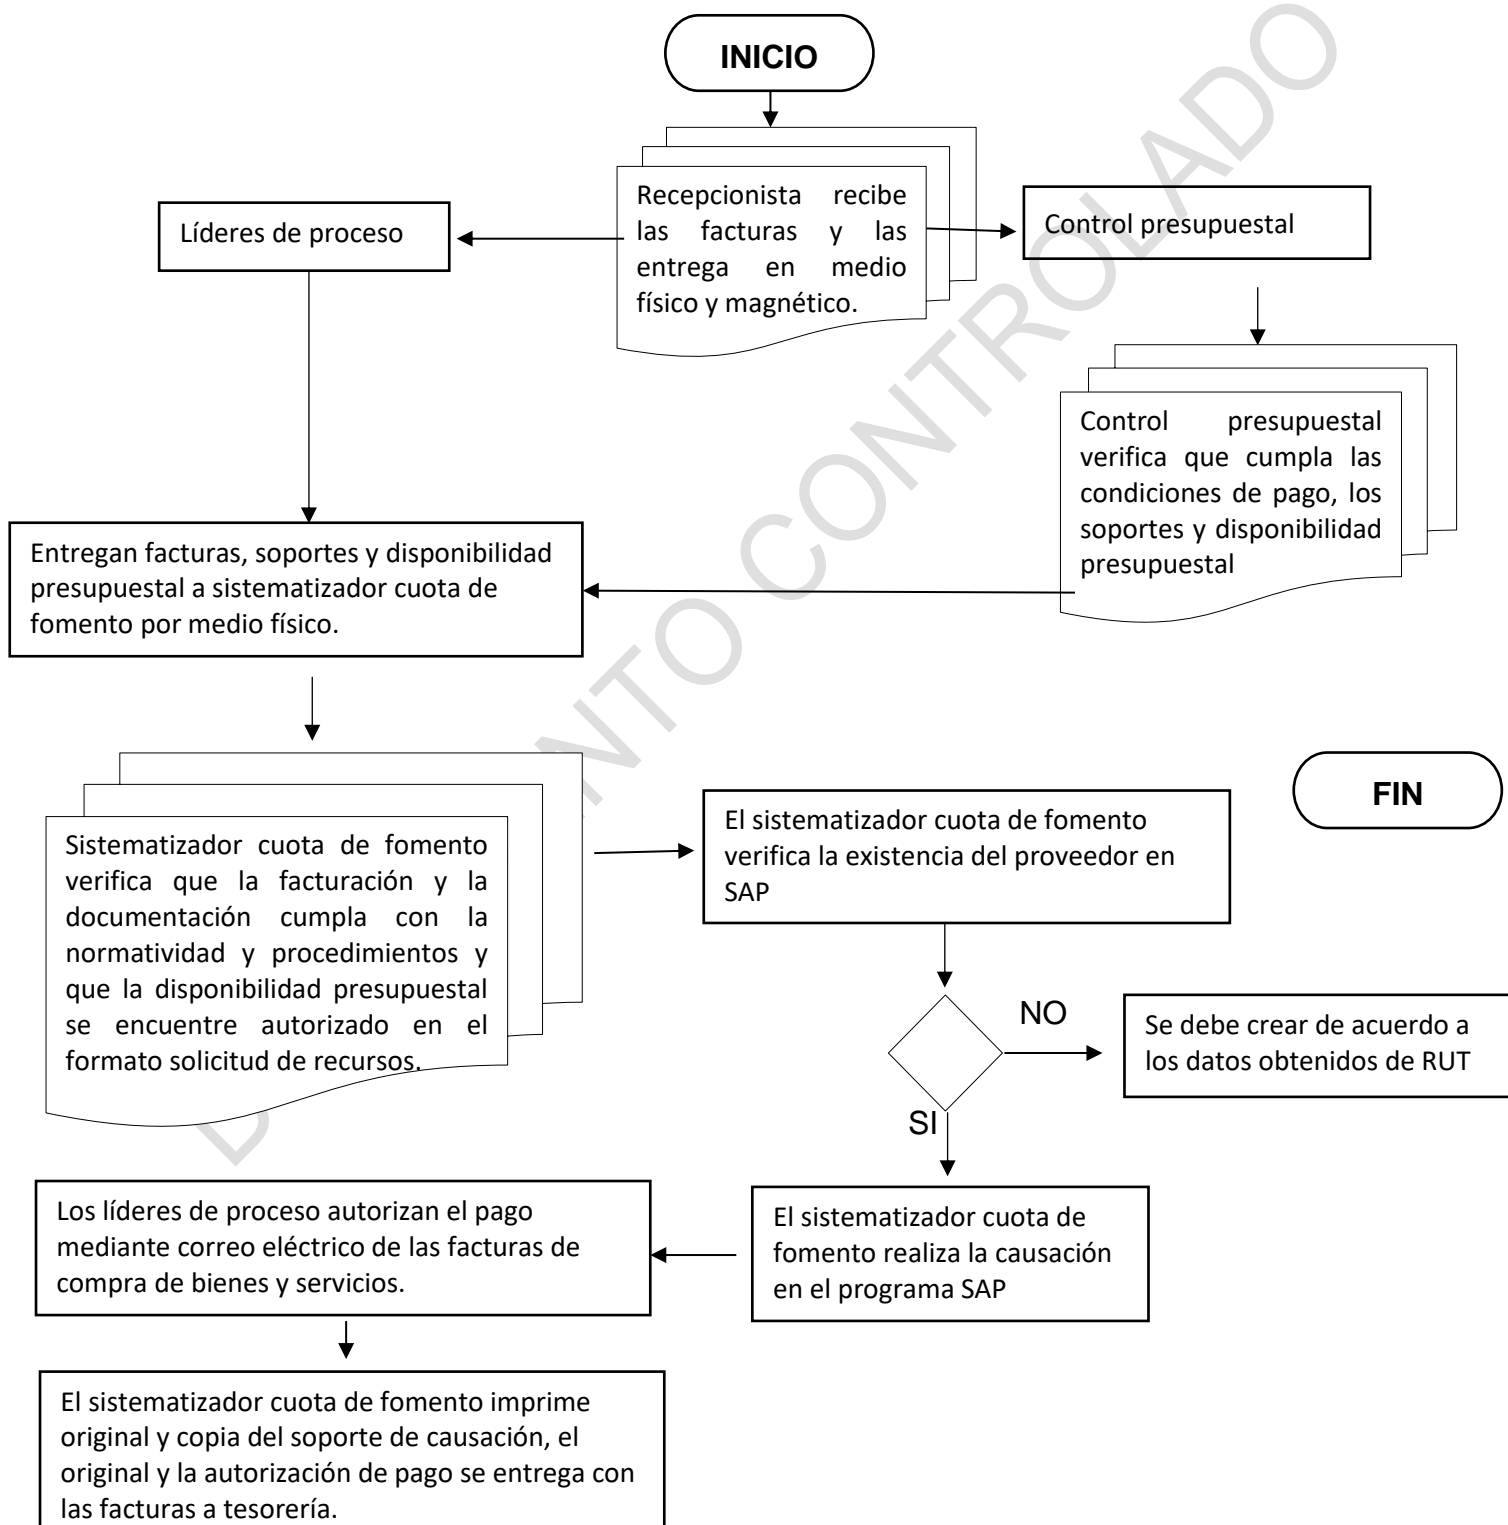 INICIO
Recepcionista recibe
las facturas y las
entrega en medio
físico y magnético.
Líderes de proceso
Control presupuestal
Control presupuestal
verifica que cumpla las
condiciones de pago, los
soportes y disponibilidad
presupuestal
Entregan facturas, soportes y disponibilidad
presupuestal a sistematizador cuota de
fomento por medio físico.
Sistematizador cuota de fomento
verifica que la facturación y la
documentación cumpla con la
normatividad y procedimientos y
que la disponibilidad presupuestal
se encuentre autorizado en el
formato solicitud de recursos.
El sistematizador cuota de fomento
verifica la existencia del proveedor en
SAP
FIN
NO
Se debe crear de acuerdo a
los datos obtenidos de RUT
SI
El sistematizador cuota de
fomento realiza la causación
en el programa SAP
Los líderes de proceso autorizan el pago
mediante correo eléctrico de las facturas de
compra de bienes y servicios.
El sistematizador cuota de fomento imprime
original y copia del soporte de causación, el
original y la autorización de pago se entrega con
las facturas a tesorería.
CONTROLADO